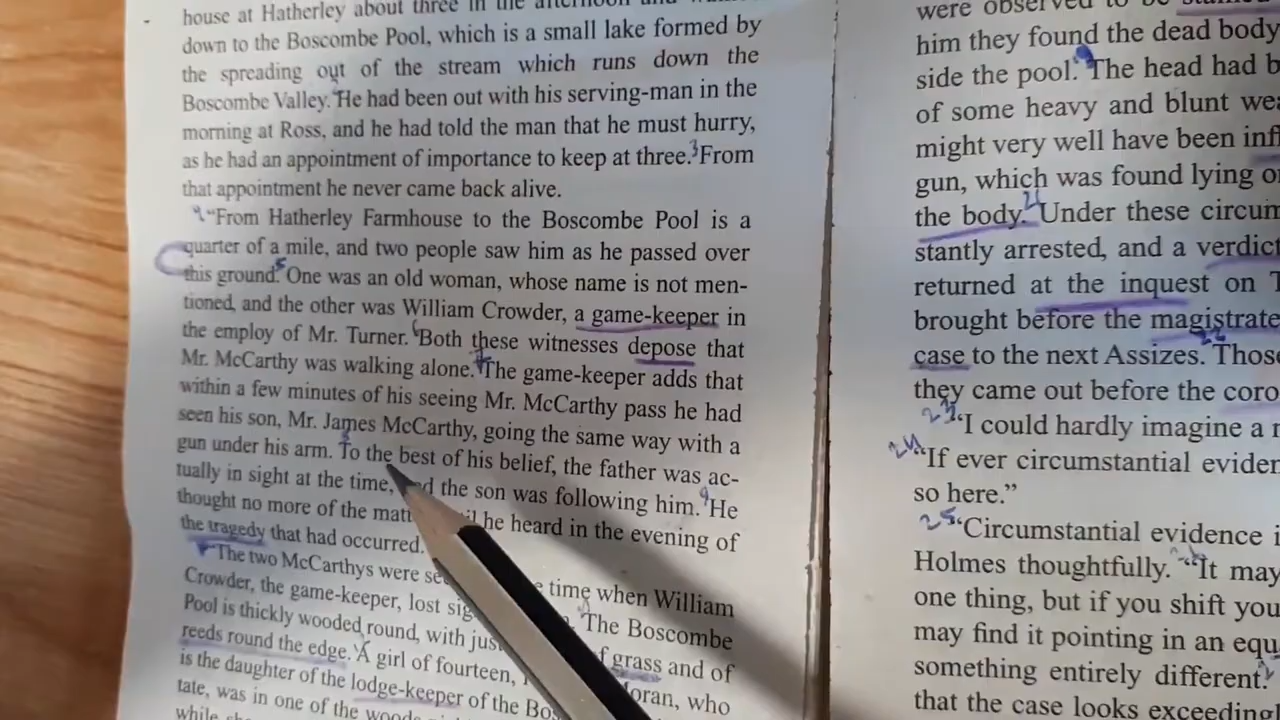 house at Hatherley about three in the afternoon and
down to the Boscombe Pool, which is a small lake formed by
the spreading out of the stream which runs down the
Boscombe Valley. He had been out with his serving-man in the
morning at Ross, and he had told the man that he must hurry,
as he had an appointment of importance to keep at three.³ From
that appointment he never came back alive.
"From Hatherley Farmhouse to the Boscombe Pool is a
quarter of a mile, and two people saw him as he passed over
this ground.⁵ One was an old woman, whose name is not men-
tioned, and the other was William Crowder, a game-keeper in
the employ of Mr. Turner.⁶ Both these witnesses depose that
Mr. McCarthy was walking alone. The game-keeper adds that
within a few minutes of his seeing Mr. McCarthy pass he had
seen his son, Mr. James McCarthy, going the same way with a
gun under his arm. To the best of his belief, the father was ac-
tually in sight at the time, the son was following him.⁹ He
thought no more of the he heard in the evening of
the tragedy that had occurred.
"The two McCarthys were time when William
Crowder, the game-keeper, lost The Boscombe
Pool is thickly wooded round, with grass and of
reeds round the edge. A girl of fourteen, who
is the daughter of the lodge-keeper of the
tate, was in one of the
were observed to be stained
him they found the dead body
side the pool. The head had
of some heavy and blunt
might very well have been
gun, which was found lying
the body.²¹ Under these
stantly arrested, and a verdict
returned at the inquest on
brought before the magistrate
case to the next Assizes.²² Those
they came out before the
23 "I could hardly imagine a
24 "If ever circumstantial
so here."
25 "Circumstantial evidence
Holmes thoughtfully. "It may
one thing, but if you shift
may find it pointing in an
something entirely different.
that the case looks